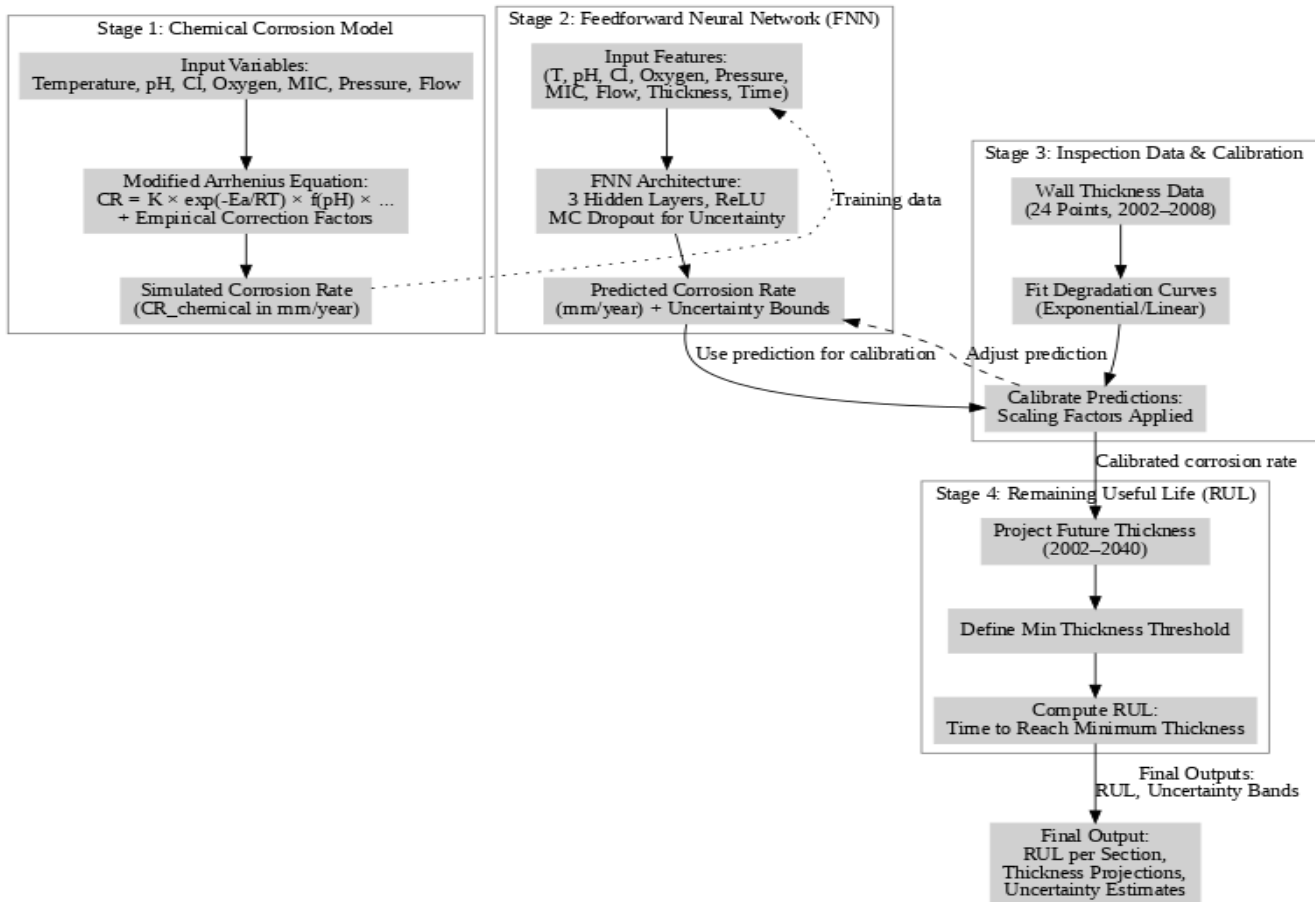 Stage 1: Chemical Corrosion Model
Input Variables:
Temperature, pH, Cl, Oxygen, MIC, Pressure, Flow
Modified Arrhenius Equation:
CR = K × exp(-Ea/RT) × f(pH) × ...
+ Empirical Correction Factors
Simulated Corrosion Rate
(CR_chemical in mm/year)
Stage 2: Feedforward Neural Network (FNN)
Input Features:
(T, pH, Cl, Oxygen, Pressure,
MIC, Flow, Thickness, Time)
FNN Architecture:
3 Hidden Layers, ReLU
MC Dropout for Uncertainty
Training data
Predicted Corrosion Rate
(mm/year) + Uncertainty Bounds
Use prediction for calibration
Adjust prediction
Stage 3: Inspection Data & Calibration
Wall Thickness Data
(24 Points, 2002–2008)
Fit Degradation Curves
(Exponential/Linear)
Calibrate Predictions:
Scaling Factors Applied
Calibrated corrosion rate
Stage 4: Remaining Useful Life (RUL)
Project Future Thickness
(2002–2040)
Define Min Thickness Threshold
Compute RUL:
Time to Reach Minimum Thickness
Final Outputs:
RUL, Uncertainty Bands
Final Output:
RUL per Section,
Thickness Projections,
Uncertainty Estimates